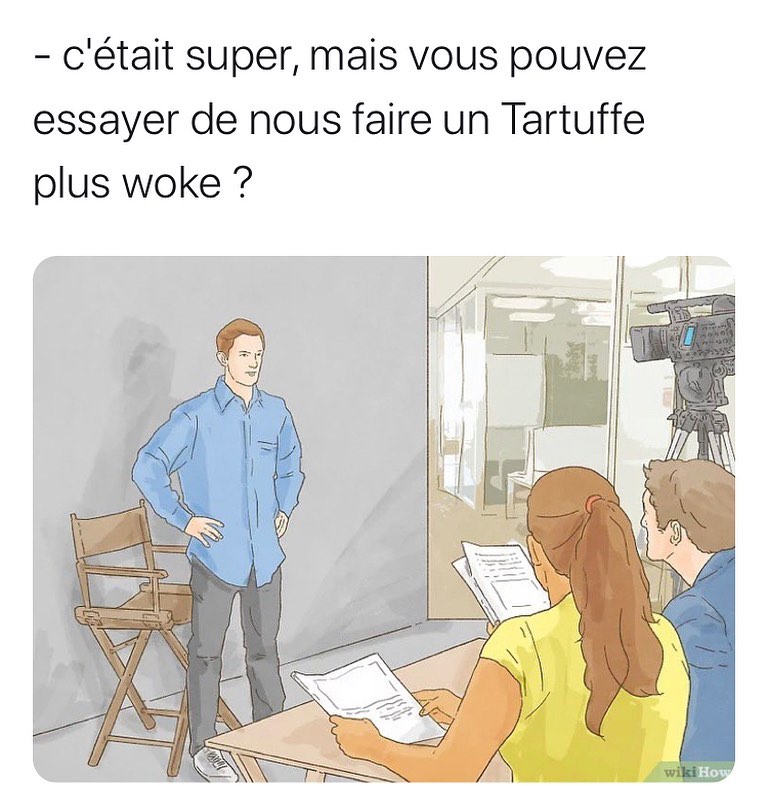 - c'était super, mais vous pouvez
essayer de nous faire un Tartuffe
plus woke ?
wikiHow